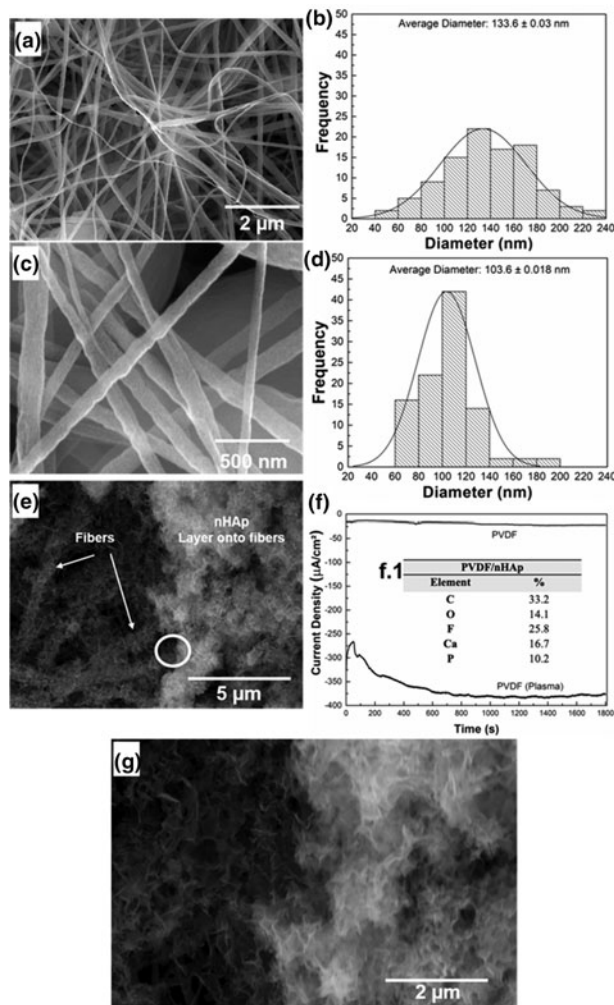 (a)
2 µm
(b)
Average Diameter: 133.6 ± 0.03 nm
Frequency
50
45
40
35
30
25
20
15
10
5
0
20 40 60 80 100 120 140 160 180 200 220 240
Diameter (nm)
(c)
500 nm
(d)
Average Diameter: 103.6 ± 0.018 nm
Frequency
45
40
35
30
25
20
15
10
5
0
20 40 60 80 100 120 140 160 180 200 220 240
Diameter (nm)
(e)
Fibers
nHAp
Layer onto fibers
5 µm
(f)
Current Density (µA/cm²)
0
-50
-100
-150
-200
-250
-300
-350
-400
PVDF
f.1
PVDF/nHAp
Element %
C 33.2
O 14.1
F 25.8
Ca 16.7
P 10.2
PVDF (Plasma)
0 200 400 600 800 1000 1200 1400 1600 1800
Time (s)
(g)
2 µm